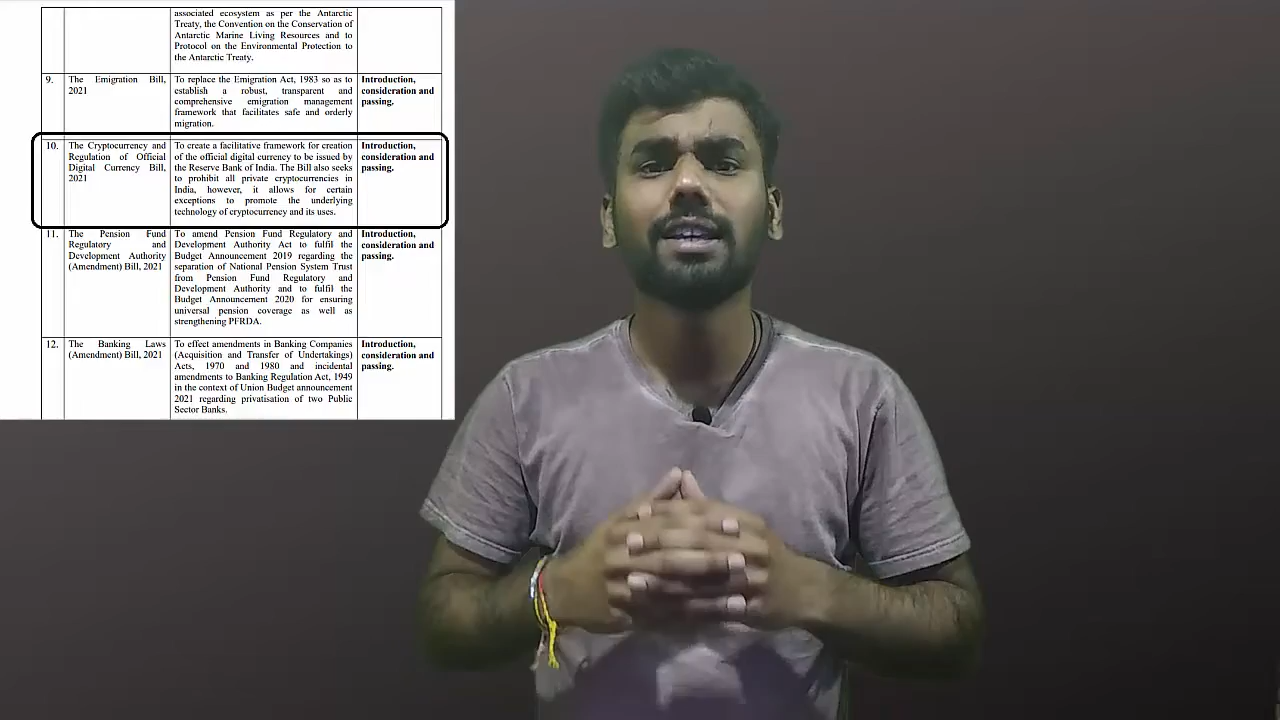 associated ecosystem as per the Antarctic
Treaty, the Convention on the Conservation of
Antarctic Marine Living Resources and to
Protocol on the Environmental Protection to
the Antarctic Treaty.
9.
The Emigration Bill,
2021
To replace the Emigration Act, 1983 so as to
establish a robust, transparent and
comprehensive emigration management
framework that facilitates safe and orderly
migration.
Introduction,
consideration and
passing.
10.
The Cryptocurrency and
Regulation of Official
Digital Currency Bill,
2021
To create a facilitative framework for creation
of the official digital currency to be issued by
the Reserve Bank of India. The Bill also seeks
to prohibit all private cryptocurrencies in
India, however, it allows for certain
exceptions to promote the underlying
technology of cryptocurrency and its uses.
Introduction,
consideration and
passing.
11.
The Pension Fund
Regulatory and
Development Authority
(Amendment) Bill, 2021
To amend Pension Fund Regulatory and
Development Authority Act to fulfil the
Budget Announcement 2019 regarding the
separation of National Pension System Trust
from Pension Fund Regulatory and
Development Authority and to fulfil the
Budget Announcement 2020 for ensuring
universal pension coverage as well as
strengthening PFRDA.
Introduction,
consideration and
passing.
12.
The Banking Laws
(Amendment) Bill, 2021
To effect amendments in Banking Companies
(Acquisition and Transfer of Undertakings)
Acts, 1970 and 1980 and incidental
amendments to Banking Regulation Act, 1949
in the context of Union Budget announcement
2021 regarding privatisation of two Public
Sector Banks.
Introduction,
consideration and
passing.